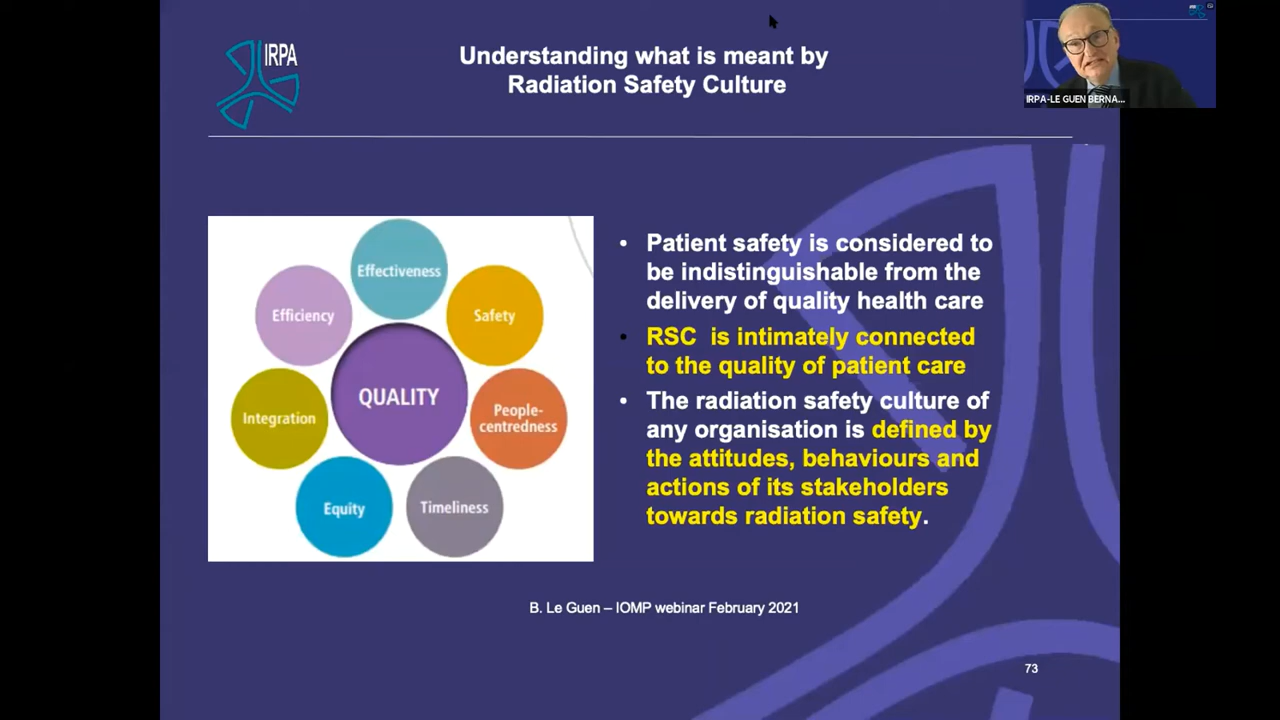 IRPA
Understanding what is meant by
Radiation Safety Culture
IRPA-LE GUEN BERNA...
Effectiveness
Efficiency
Safety
QUALITY
Integration
People-
centredness
Equity
Timeliness
• Patient safety is considered to
be indistinguishable from the
delivery of quality health care
• RSC is intimately connected
to the quality of patient care
• The radiation safety culture of
any organisation is defined by
the attitudes, behaviours and
actions of its stakeholders
towards radiation safety.
B. Le Guen – IOMP webinar February 2021
73